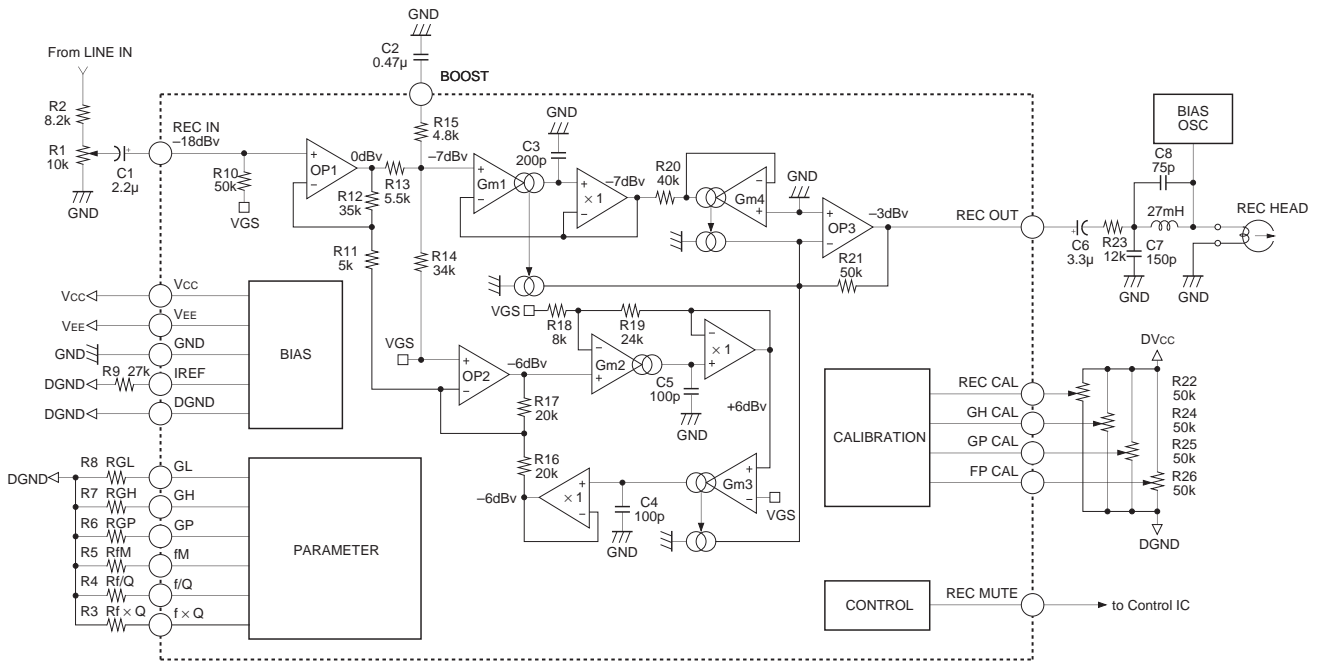 GND
C2
0.47μ
From LINE IN
BOOST
R2
8.2k
R1
10k
GND
C1
2.2μ
REC IN
−18dBv
R10
50k
VGS
+
−
OP1
0dBv
R12
35k
R13
5.5k
R11
5k
R15
4.8k
−7dBv
R14
34k
+
−
Gm1
C3
200p
GND
+
−
× 1
−7dBv
R20
40k
−
+
Gm4
GND
+
−
OP3
−3dBv
R21
50k
REC OUT
BIAS
OSC
C8
75p
27mH
REC HEAD
+
C6
3.3μ
R23
12k
C7
150p
GND
GND
VCC
VCC
VEE
VEE
GND
GND
R9 27k
IREF
DGND
DGND
DGND
BIAS
VGS
R18
8k
R19
24k
VGS
+
−
OP2
−6dBv
−
+
Gm2
C5
100p
GND
−
+
× 1
+6dBv
R17
20k
R16
20k
−6dBv
+
−
× 1
C4
100p
GND
+
−
Gm3
VGS
CALIBRATION
REC CAL
GH CAL
GP CAL
FP CAL
DVCC
R22
50k
R24
50k
R25
50k
R26
50k
DGND
DGND
R8 RGL
GL
R7 RGH
GH
R6 RGP
GP
R5 RfM
fM
R4 Rf/Q
f/Q
R3 Rf × Q
f × Q
PARAMETER
CONTROL
REC MUTE
to Control IC